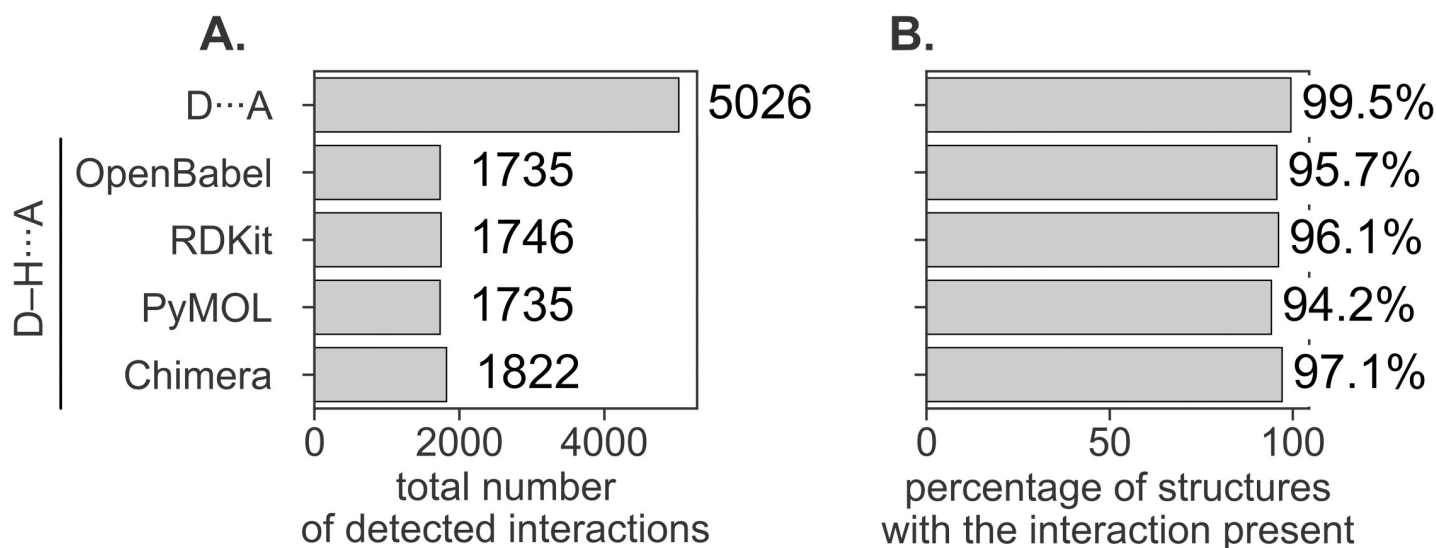 A.
D···A 5026
OpenBabel 1735
RDKit 1746
PyMOL 1735
Chimera 1822
D–H···A
0 2000 4000
total number
of detected interactions
B.
99.5%
95.7%
96.1%
94.2%
97.1%
0 50 100
percentage of structures
with the interaction present